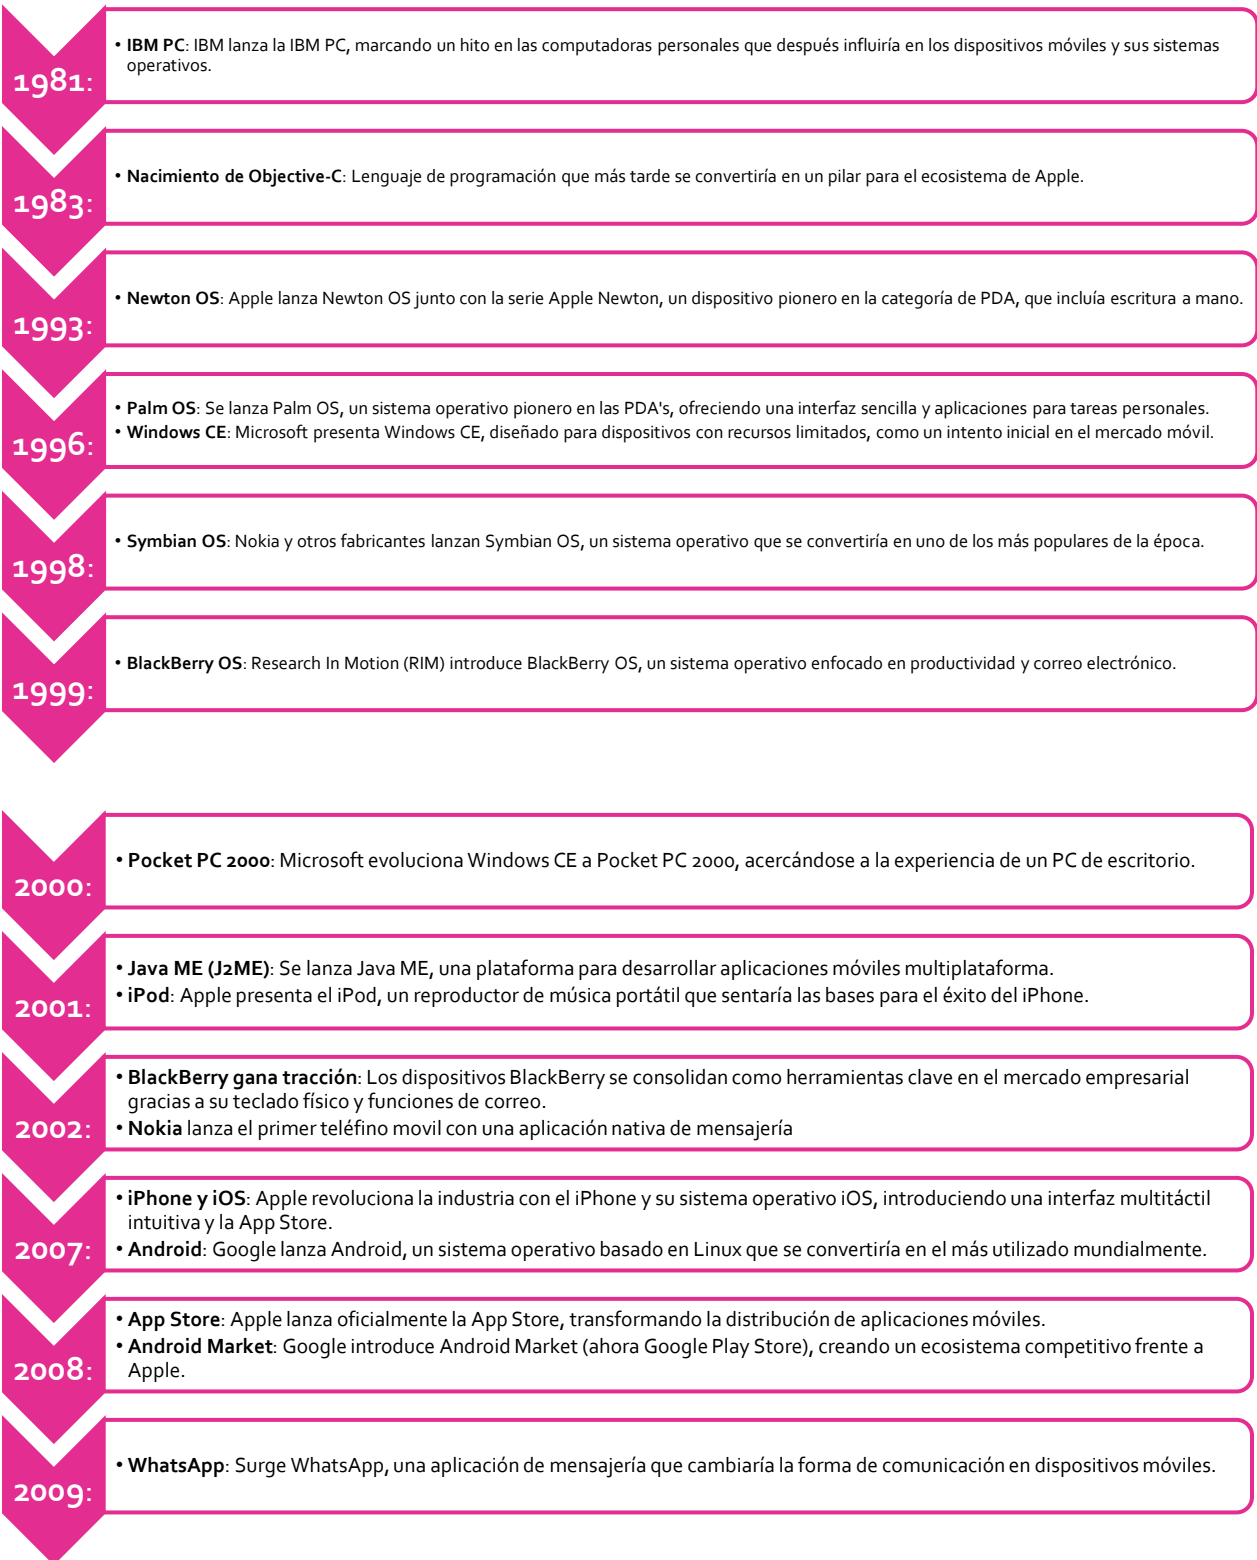 1981:
• IBM PC: IBM lanza la IBM PC, marcando un hito en las computadoras personales que después influiría en los dispositivos móviles y sus sistemas
operativos.
1983:
• Nacimiento de Objective-C: Lenguaje de programación que más tarde se convertiría en un pilar para el ecosistema de Apple.
1993:
• Newton OS: Apple lanza Newton OS junto con la serie Apple Newton, un dispositivo pionero en la categoría de PDA, que incluía escritura a mano.
1996:
• Palm OS: Se lanza Palm OS, un sistema operativo pionero en las PDA's, ofreciendo una interfaz sencilla y aplicaciones para tareas personales.
• Windows CE: Microsoft presenta Windows CE, diseñado para dispositivos con recursos limitados, como un intento inicial en el mercado móvil.
1998:
• Symbian OS: Nokia y otros fabricantes lanzan Symbian OS, un sistema operativo que se convertiría en uno de los más populares de la época.
1999:
• BlackBerry OS: Research In Motion (RIM) introduce BlackBerry OS, un sistema operativo enfocado en productividad y correo electrónico.
2000:
• Pocket PC 2000: Microsoft evoluciona Windows CE a Pocket PC 2000, acercándose a la experiencia de un PC de escritorio.
2001:
• Java ME (J2ME): Se lanza Java ME, una plataforma para desarrollar aplicaciones móviles multiplataforma.
• iPod: Apple presenta el iPod, un reproductor de música portátil que sentaría las bases para el éxito del iPhone.
2002:
• BlackBerry gana tracción: Los dispositivos BlackBerry se consolidan como herramientas clave en el mercado empresarial
gracias a su teclado físico y funciones de correo.
• Nokia lanza el primer teléfino movil con una aplicación nativa de mensajería
2007:
• iPhone y iOS: Apple revoluciona la industria con el iPhone y su sistema operativo iOS, introduciendo una interfaz multitáctil
intuitiva y la App Store.
• Android: Google lanza Android, un sistema operativo basado en Linux que se convertiría en el más utilizado mundialmente.
2008:
• App Store: Apple lanza oficialmente la App Store, transformando la distribución de aplicaciones móviles.
• Android Market: Google introduce Android Market (ahora Google Play Store), creando un ecosistema competitivo frente a
Apple.
2009:
• WhatsApp: Surge WhatsApp, una aplicación de mensajería que cambiaría la forma de comunicación en dispositivos móviles.